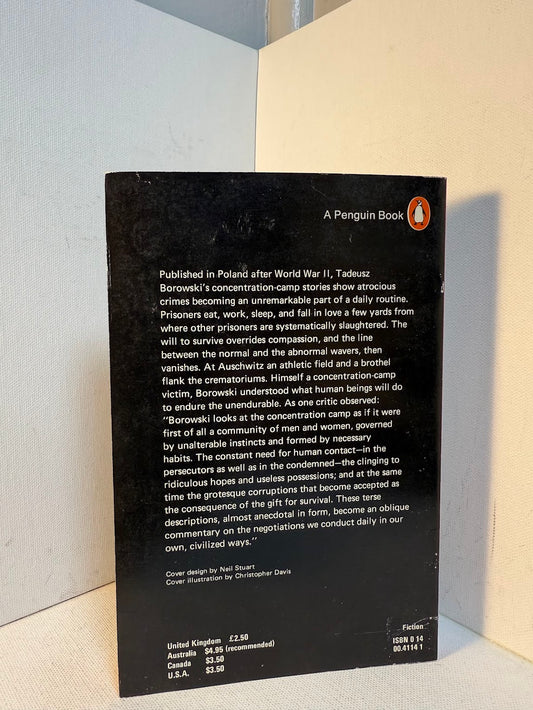 A Penguin Book
Published in Poland after World War II, Tadeusz
Borowski's concentration-camp stories show atrocious
crimes becoming an unremarkable part of a daily routine.
Prisoners eat, work, sleep, and fall in love a few yards from
where other prisoners are systematically slaughtered. The
will to survive overrides compassion, and the line
between the normal and the abnormal wavers, then
vanishes. At Auschwitz an athletic field and a brothel
flank the crematoriums. Himself a concentration-camp
victim, Borowski understood what human beings will do
to endure the unendurable. As one critic observed:
"Borowski looks at the concentration camp as if it were
first of all a community of men and women, governed
by unalterable instincts and formed by necessary
habits. The constant need for human contact—in the
persecutors as well as in the condemned—the clinging to
ridiculous hopes and useless possessions; and at the same
time the grotesque corruptions that become accepted as
the consequence of the gift for survival. These terse
descriptions, almost anecdotal in form, become an oblique
commentary on the negotiations we conduct daily in our
own, civilized ways."
Cover design by Neil Stuart
Cover illustration by Christopher Davis
United Kingdom £2.50
Australia $4.95 (recommended)
Canada $3.50
U.S.A. $3.50
Fiction
ISBN 0 14
00.4114 1